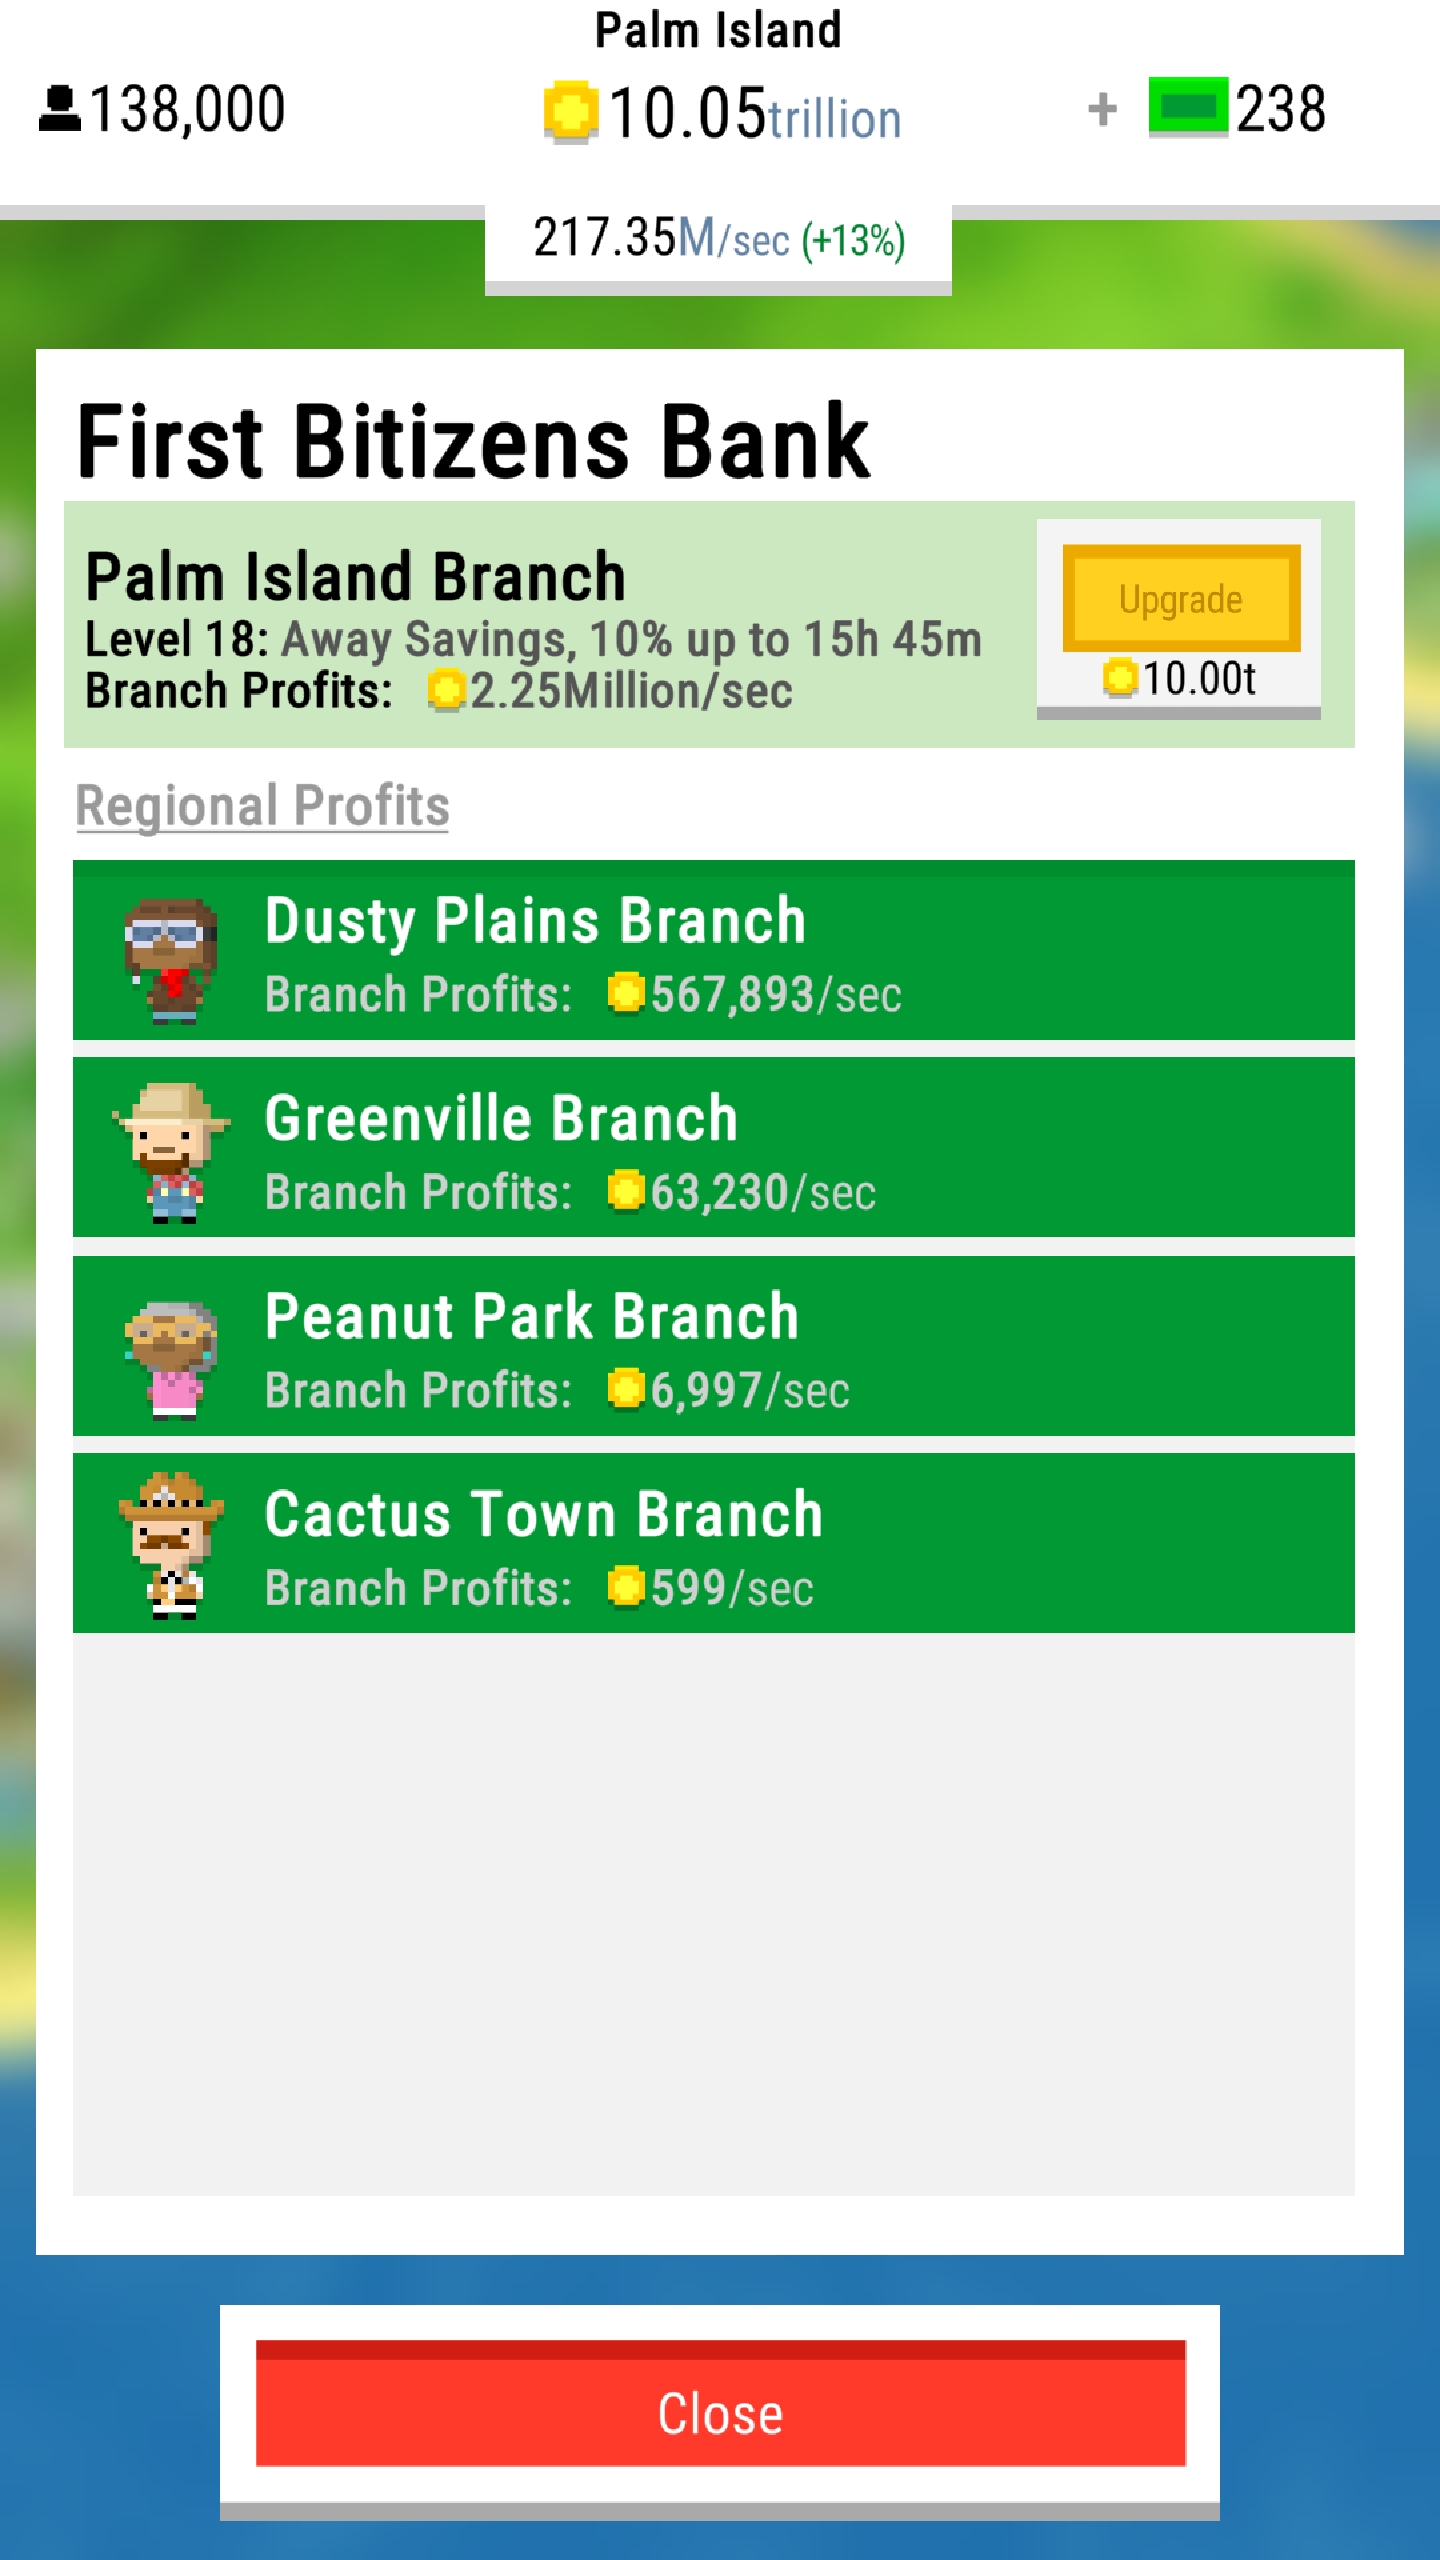 Palm Island
138,000
10.05trillion
+ 238
217.35M/sec (+13%)
First Bitizens Bank
Palm Island Branch
Level 18: Away Savings, 10% up to 15h 45m
Branch Profits: 2.25Million/sec
Upgrade
10.00t
Regional Profits
Dusty Plains Branch
Branch Profits: 567,893/sec
Greenville Branch
Branch Profits: 63,230/sec
Peanut Park Branch
Branch Profits: 6,997/sec
Cactus Town Branch
Branch Profits: 599/sec
Close